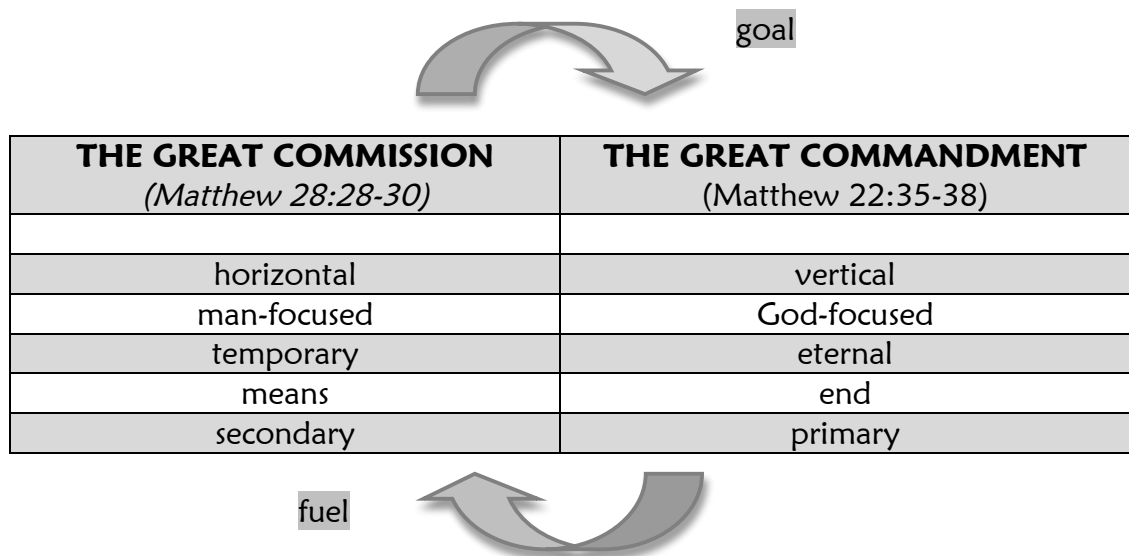 goal
THE GREAT COMMISSION THE GREAT COMMANDMENT
(Matthew 28:28-30) (Matthew 22:35-38)
horizontal vertical
man-focused God-focused
temporary eternal
means end
secondary primary
fuel